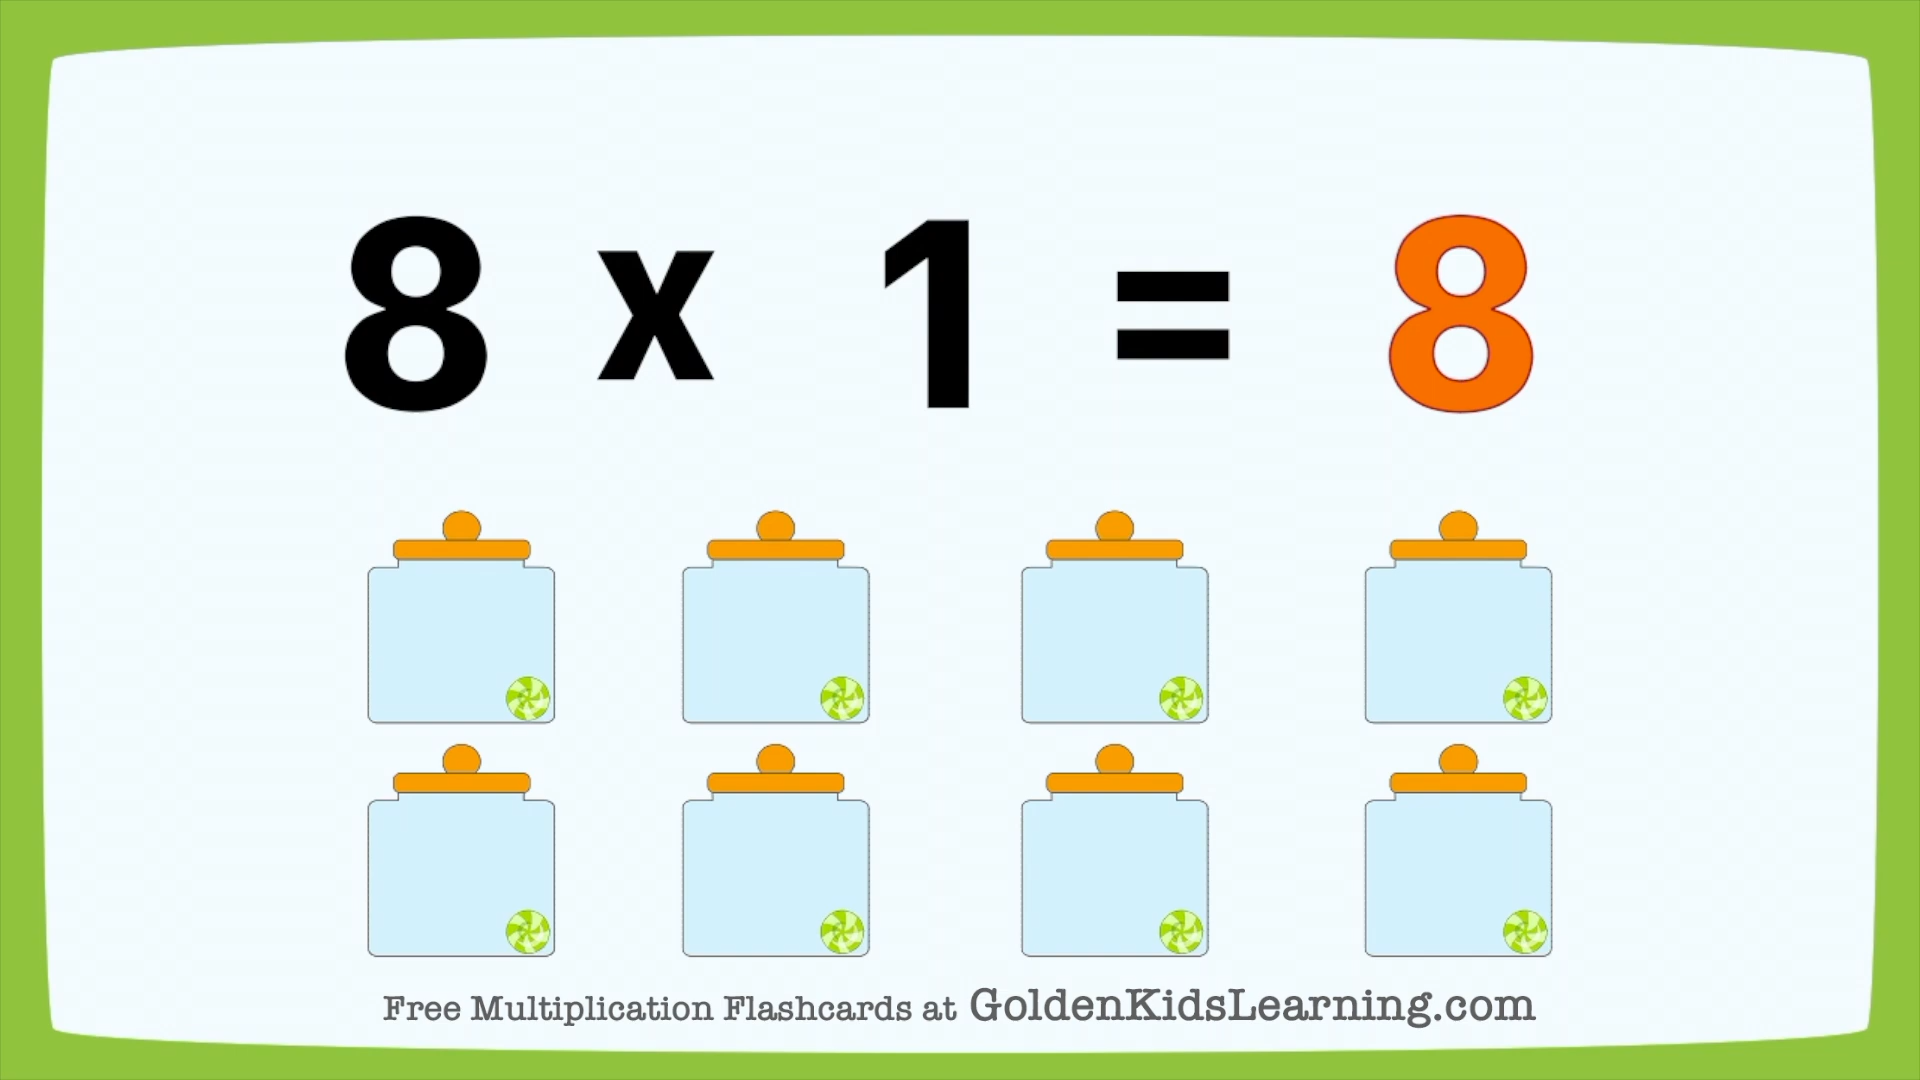 8 x 1 = 8
Free Multiplication Flashcards at GoldenKidsLearning.com